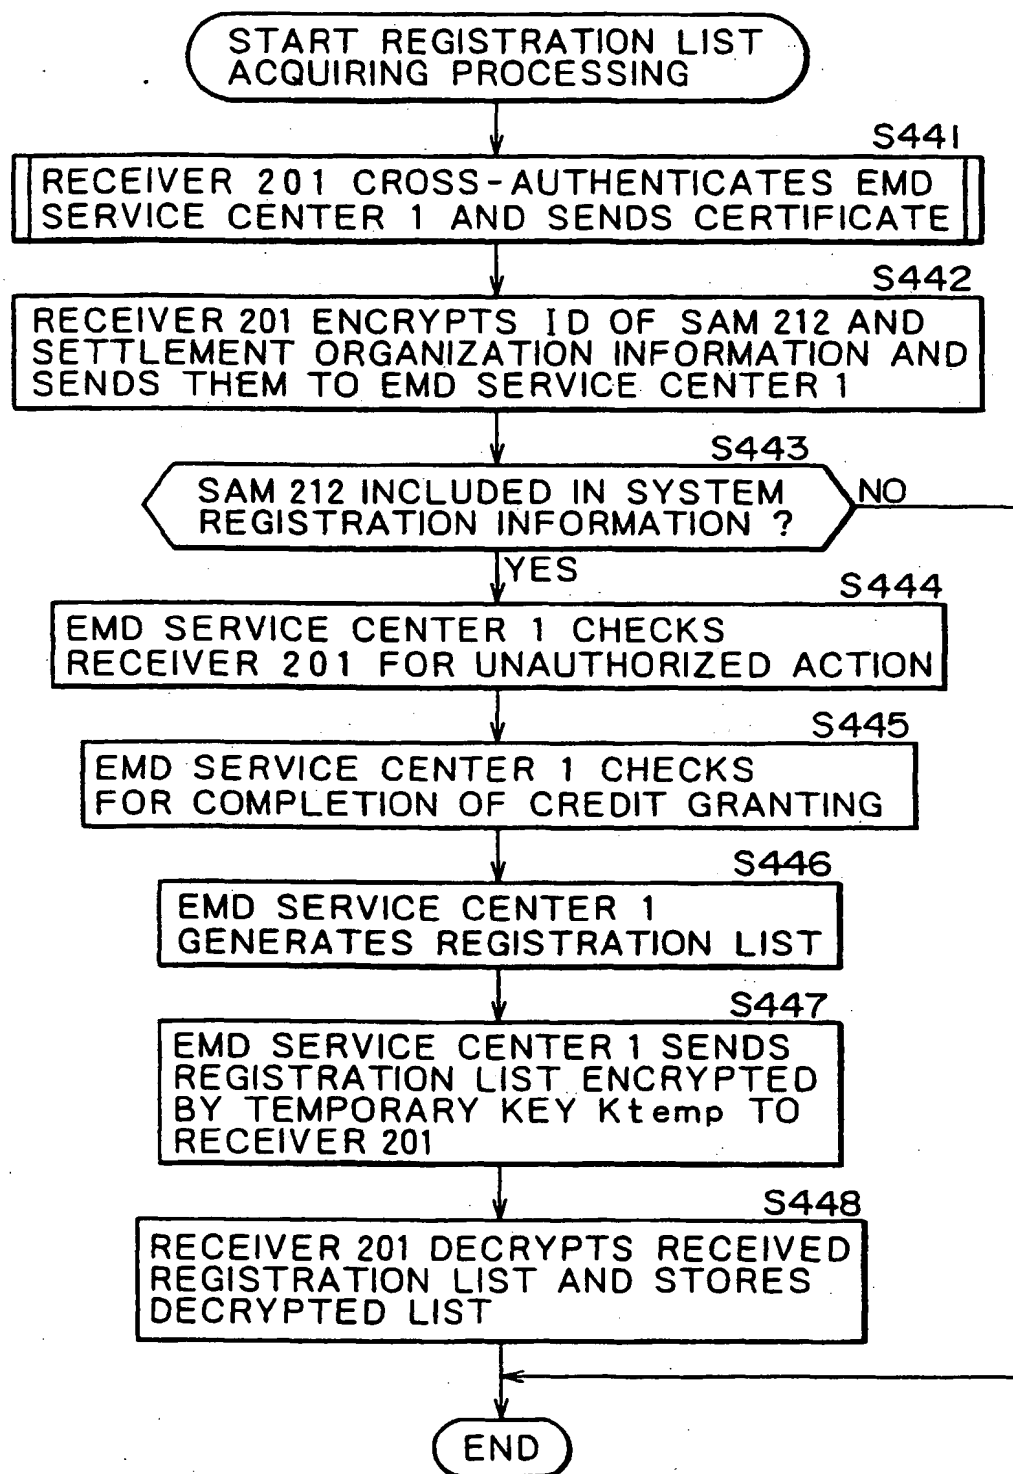 START REGISTRATION LIST
ACQUIRING PROCESSING
S441
RECEIVER 201 CROSS-AUTHENTICATES EMD
SERVICE CENTER 1 AND SENDS CERTIFICATE
S442
RECEIVER 201 ENCRYPTS ID OF SAM 212 AND
SETTLEMENT ORGANIZATION INFORMATION AND
SENDS THEM TO EMD SERVICE CENTER 1
S443
SAM 212 INCLUDED IN SYSTEM
REGISTRATION INFORMATION ?
NO
YES
S444
EMD SERVICE CENTER 1 CHECKS
RECEIVER 201 FOR UNAUTHORIZED ACTION
S445
EMD SERVICE CENTER 1 CHECKS
FOR COMPLETION OF CREDIT GRANTING
S446
EMD SERVICE CENTER 1
GENERATES REGISTRATION LIST
S447
EMD SERVICE CENTER 1 SENDS
REGISTRATION LIST ENCRYPTED
BY TEMPORARY KEY Ktemp TO
RECEIVER 201
S448
RECEIVER 201 DECRYPTS RECEIVED
REGISTRATION LIST AND STORES
DECRYPTED LIST
END